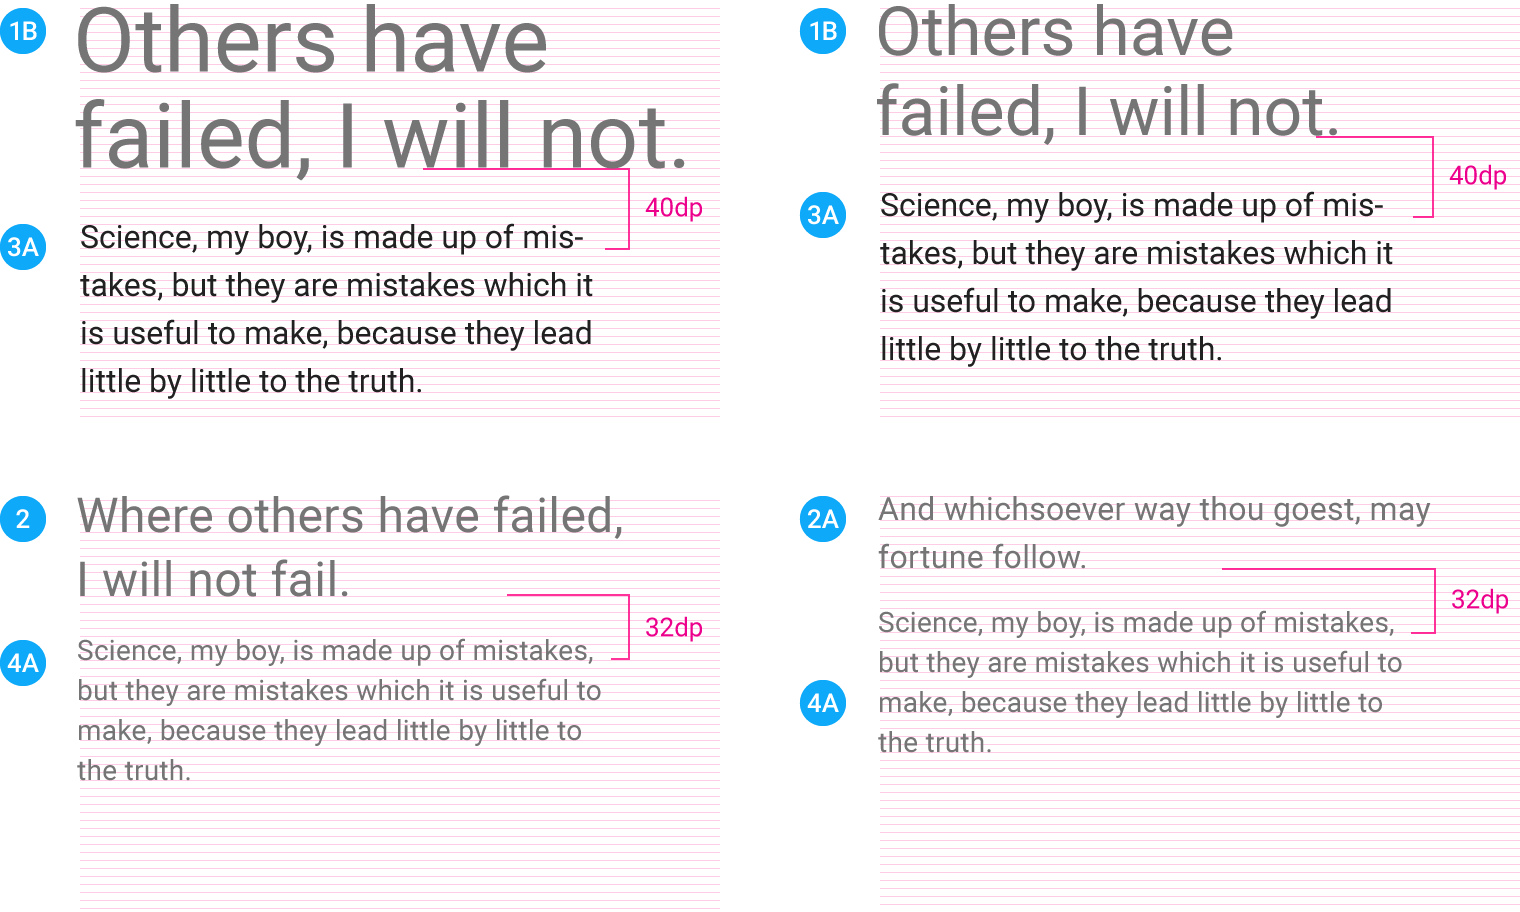 1B
Others have
failed, I will not.
40dp
3A
Science, my boy, is made up of mis-
takes, but they are mistakes which it
is useful to make, because they lead
little by little to the truth.
1B
Others have
failed, I will not.
40dp
3A
Science, my boy, is made up of mis-
takes, but they are mistakes which it
is useful to make, because they lead
little by little to the truth.
2
Where others have failed,
I will not fail.
32dp
4A
Science, my boy, is made up of mistakes,
but they are mistakes which it is useful to
make, because they lead little by little to
the truth.
2A
And whichsoever way thou goest, may
fortune follow.
32dp
Science, my boy, is made up of mistakes,
but they are mistakes which it is useful to
4A
make, because they lead little by little to
the truth.